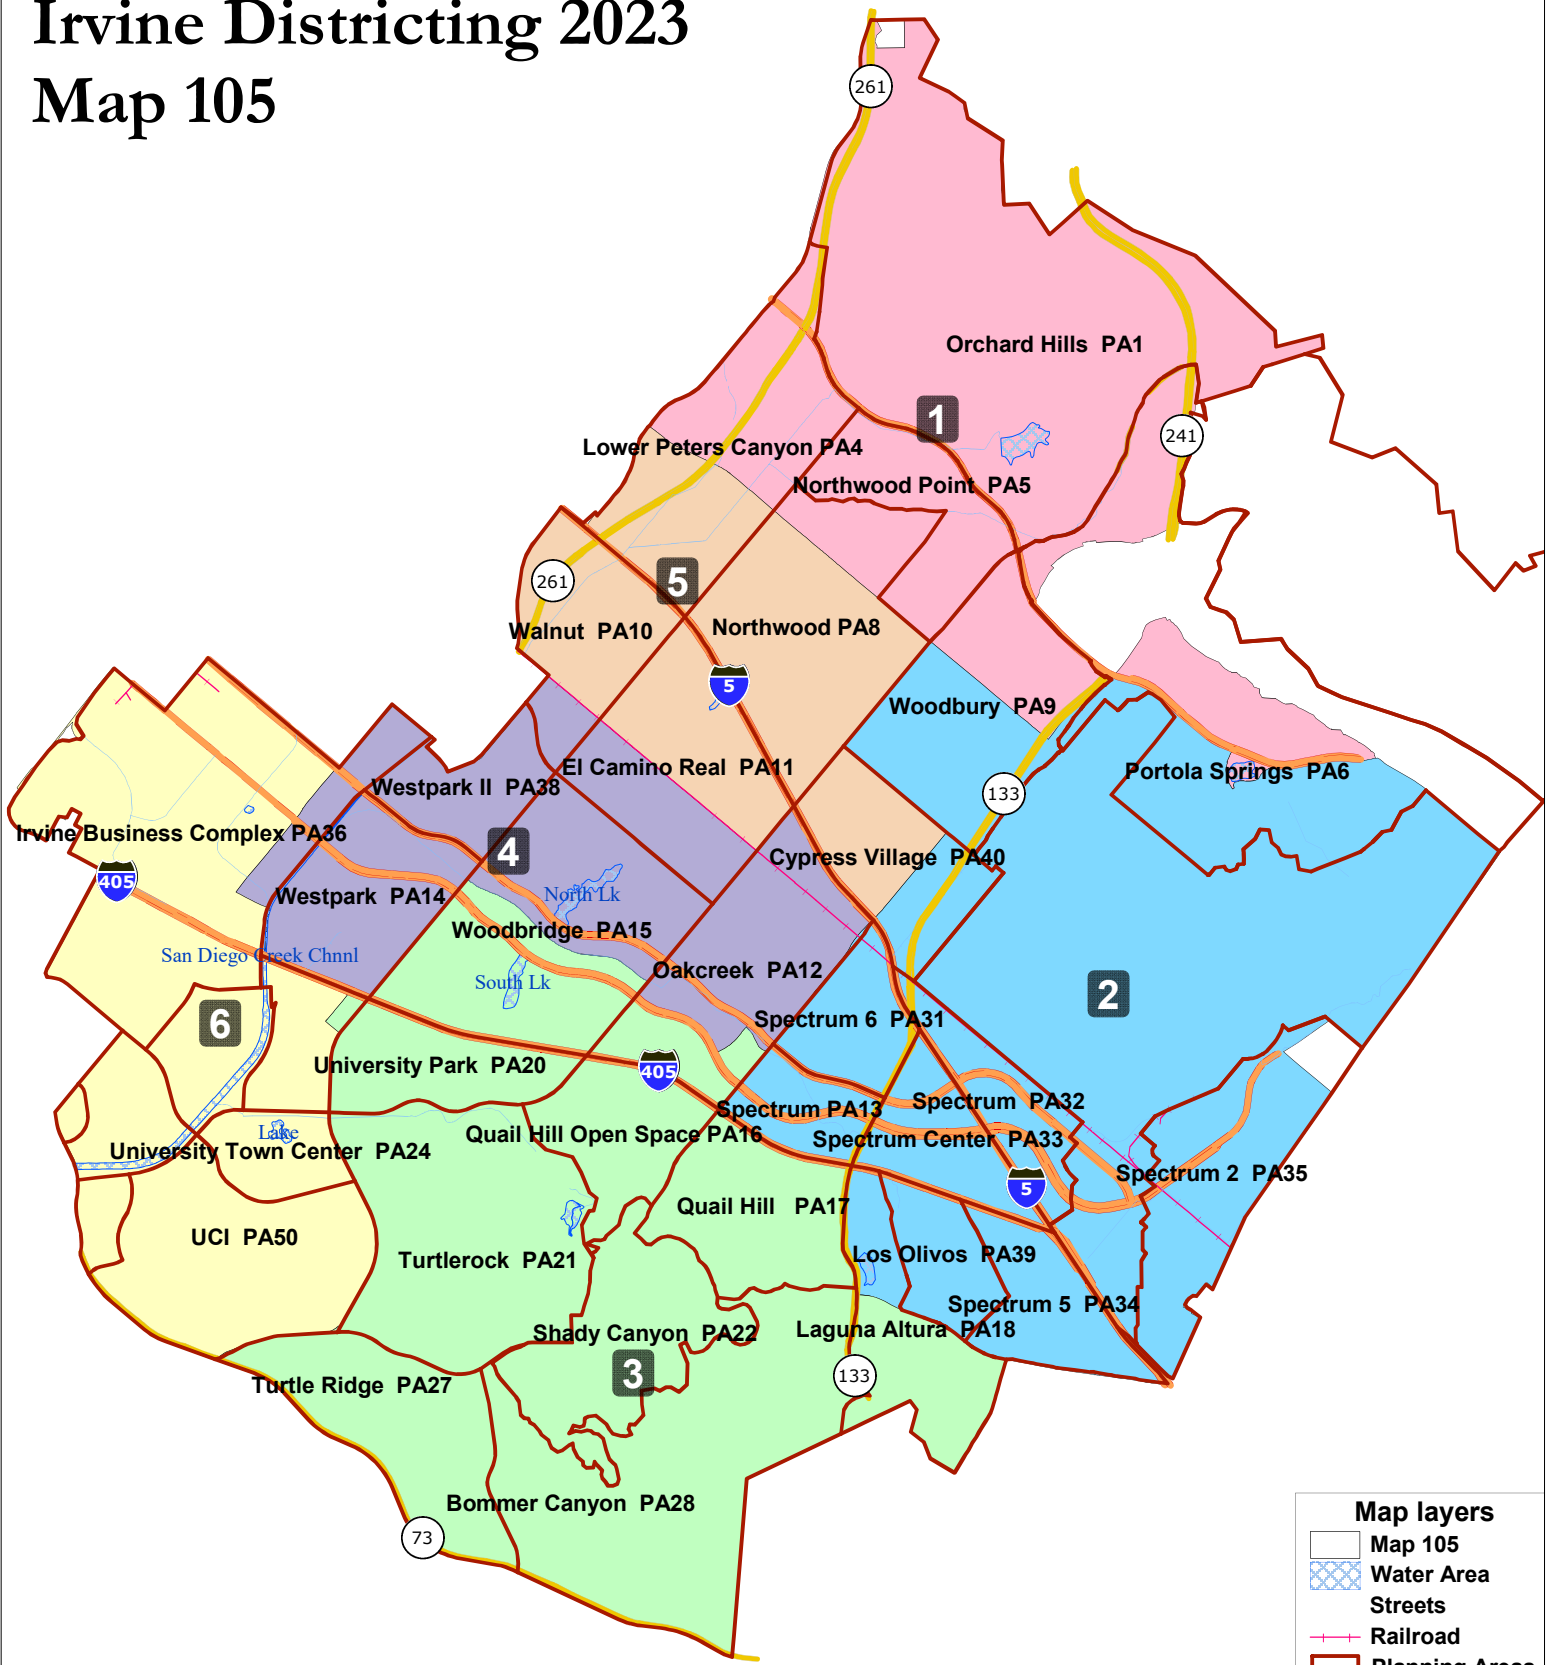 Irvine Districting 2023
Map 105
261
Orchard Hills  PA1
1
241
Lower Peters Canyon PA4
Northwood Point  PA5
261
5
Walnut  PA10
Northwood PA8
5
Woodbury  PA9
El Camino Real  PA11
Portola Springs  PA6
Westpark II  PA38
133
Irvine Business Complex PA36
4
Cypress Village  PA40
405
Westpark  PA14
North Lk
Woodbridge  PA15
San Diego Creek Chnnl
Oakcreek  PA12
South Lk
2
6
Spectrum 6  PA31
University Park  PA20
405
Spectrum PA13
Spectrum  PA32
Lake
Quail Hill Open Space PA16
Spectrum Center  PA33
University Town Center  PA24
Spectrum 2  PA35
5
Quail Hill  PA17
UCI  PA50
Turtlerock  PA21
Los Olivos  PA39
Spectrum 5  PA34
Shady Canyon  PA22
Laguna Altura  PA18
3
133
Turtle Ridge  PA27
Bommer Canyon  PA28
73
Map layers
Map 105
Water Area
Streets
Railroad
Planning Areas